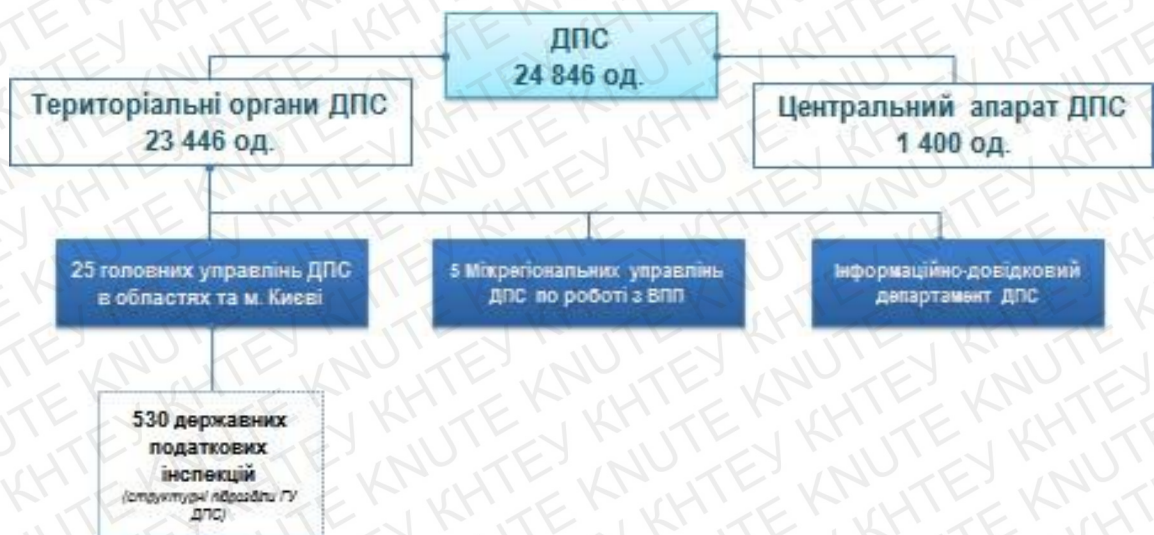 ДПС
24 846 од.
Територіальні органи ДПС
23 446 од.
Центральний апарат ДПС
1 400 од.
25 головних управлінь ДПС
в областях та м. Києві
5 Міжрегіональних управлінь
ДПС по роботі з ВПП
Інформаційно-довідковий
департамент ДПС
530 державних
податкових
інспекцій
(структурні підрозділи ГУ
ДПС)